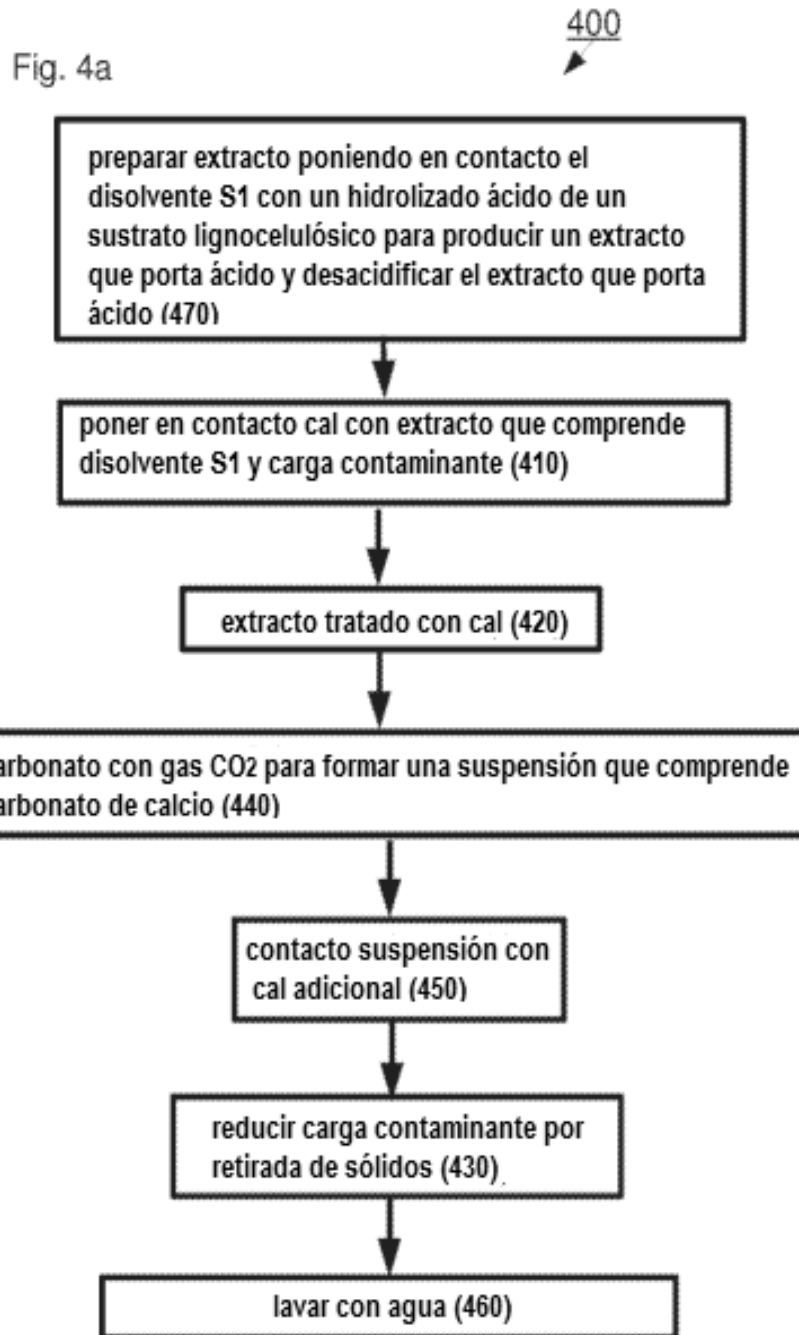 400
Fig. 4a
preparar extracto poniendo en contacto el
disolvente S1 con un hidrolizado ácido de un
sustrato lignocelulósico para producir un extracto
que porta ácido y desacidificar el extracto que porta
ácido (470)
poner en contacto cal con extracto que comprende
disolvente S1 y carga contaminante (410)
extracto tratado con cal (420)
arbonato con gas CO2 para formar una suspensión que comprende
arbonato de calcio (440)
contacto suspensión con
cal adicional (450)
reducir carga contaminante por
retirada de sólidos (430)
lavar con agua (460)